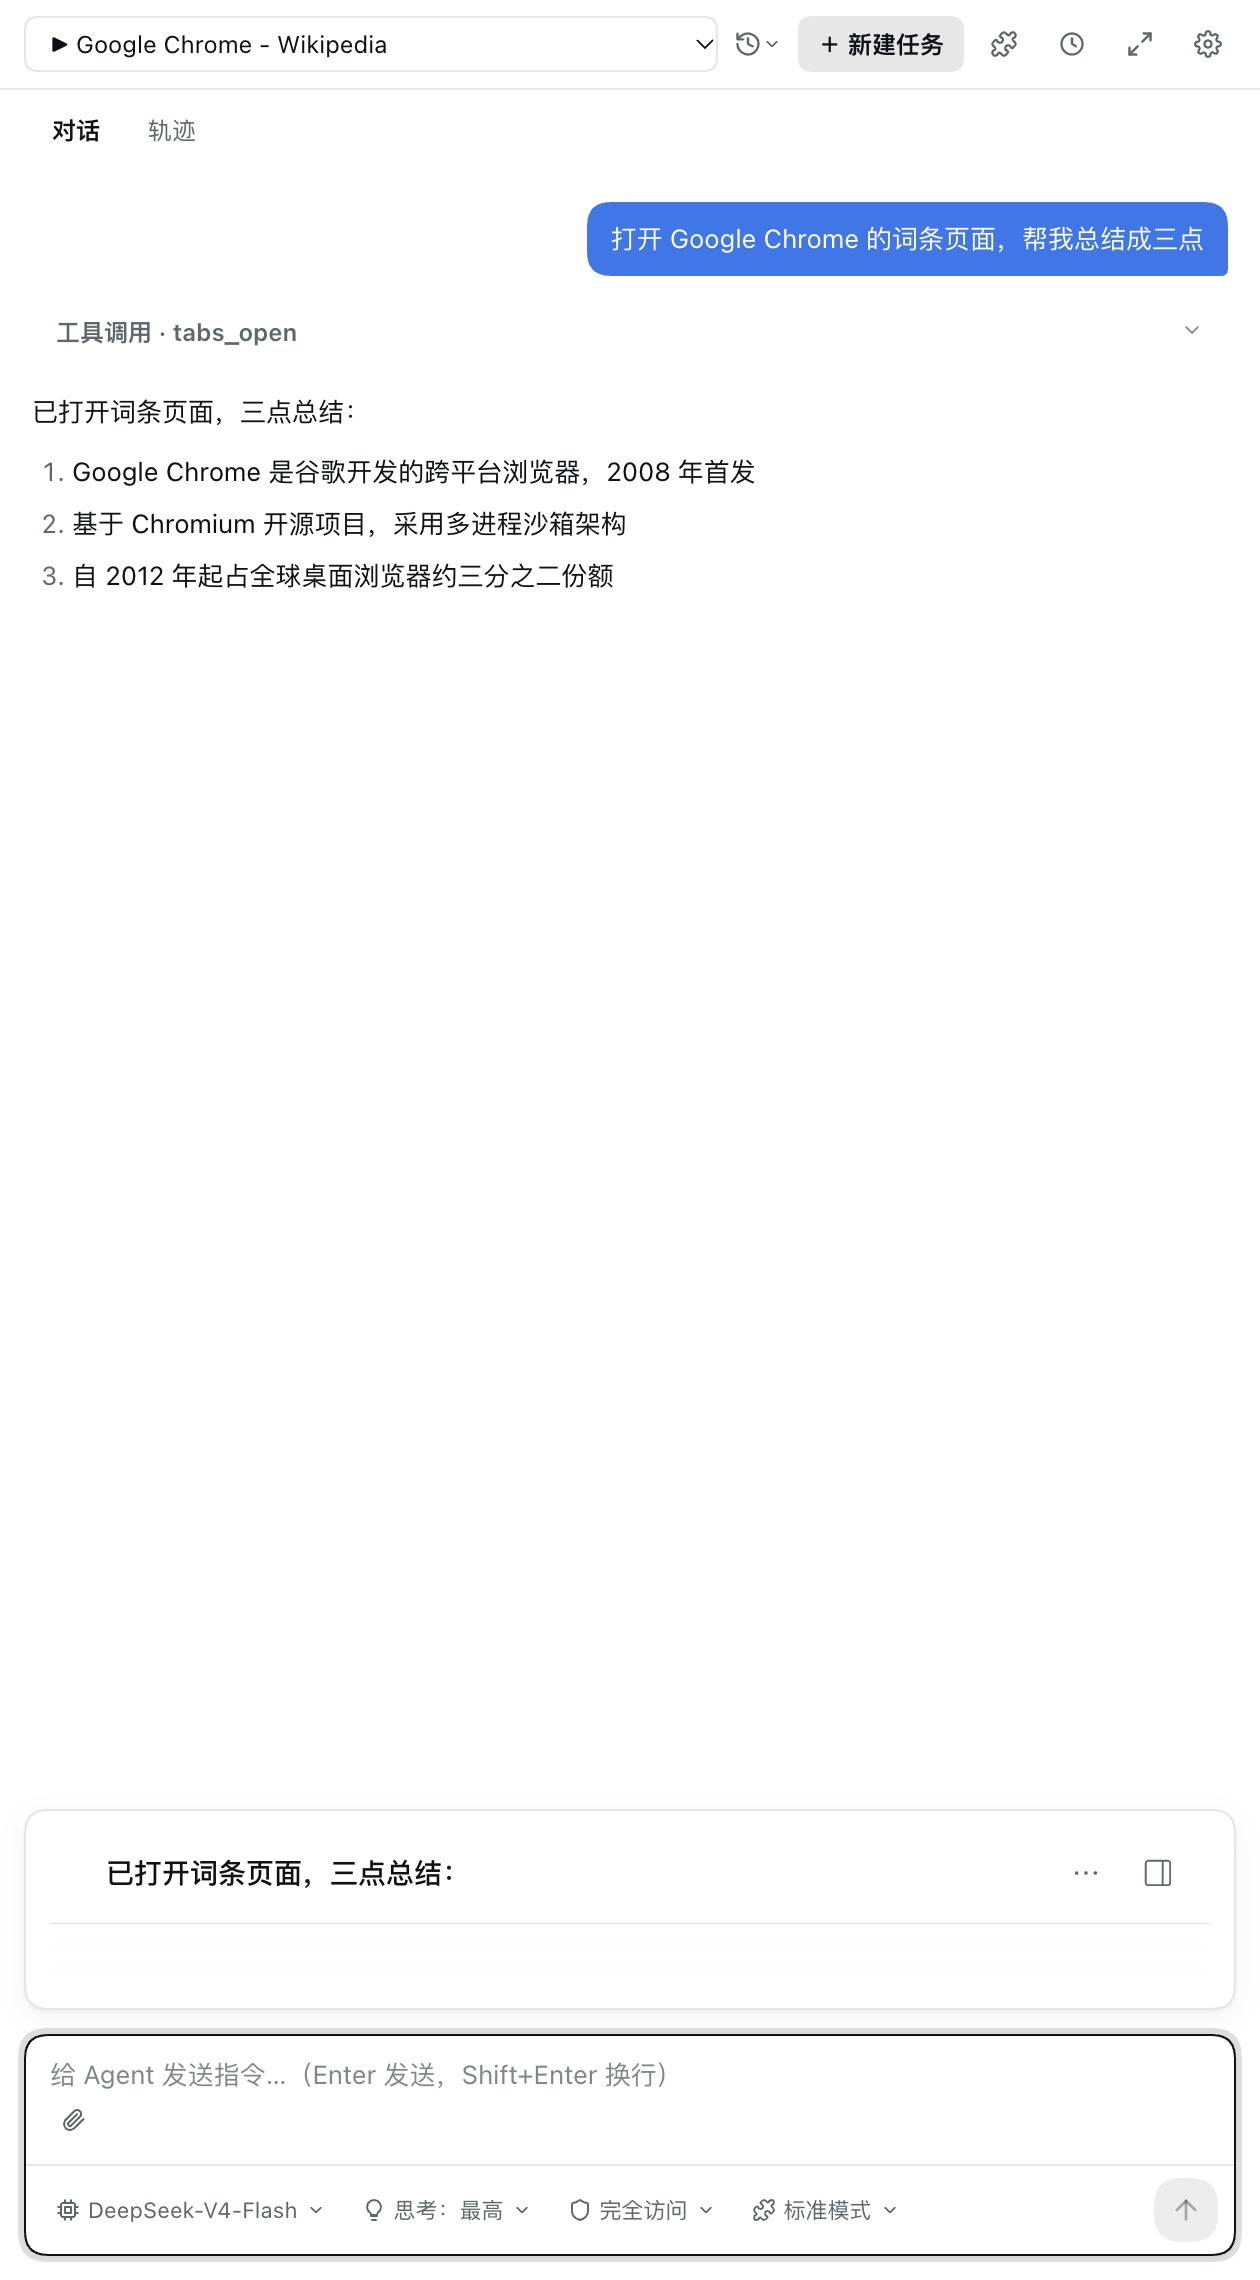 Google Chrome - Wikipedia
+ 新建任务
对话
轨迹
打开 Google Chrome 的词条页面，帮我总结成三点
工具调用 · tabs_open
已打开词条页面，三点总结：
1. Google Chrome 是谷歌开发的跨平台浏览器，2008 年首发
2. 基于 Chromium 开源项目，采用多进程沙箱架构
3. 自 2012 年起占全球桌面浏览器约三分之二份额
已打开词条页面，三点总结：
给 Agent 发送指令...（Enter 发送，Shift+Enter 换行）
DeepSeek-V4-Flash
思考：最高
完全访问
标准模式